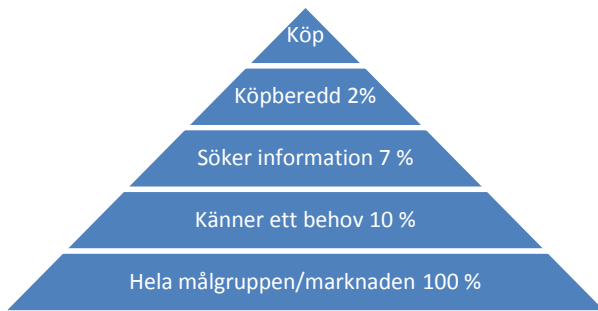 Köp
Köpberedd 2%
Söker information 7 %
Känner ett behov 10 %
Hela målgruppen/marknaden 100 %